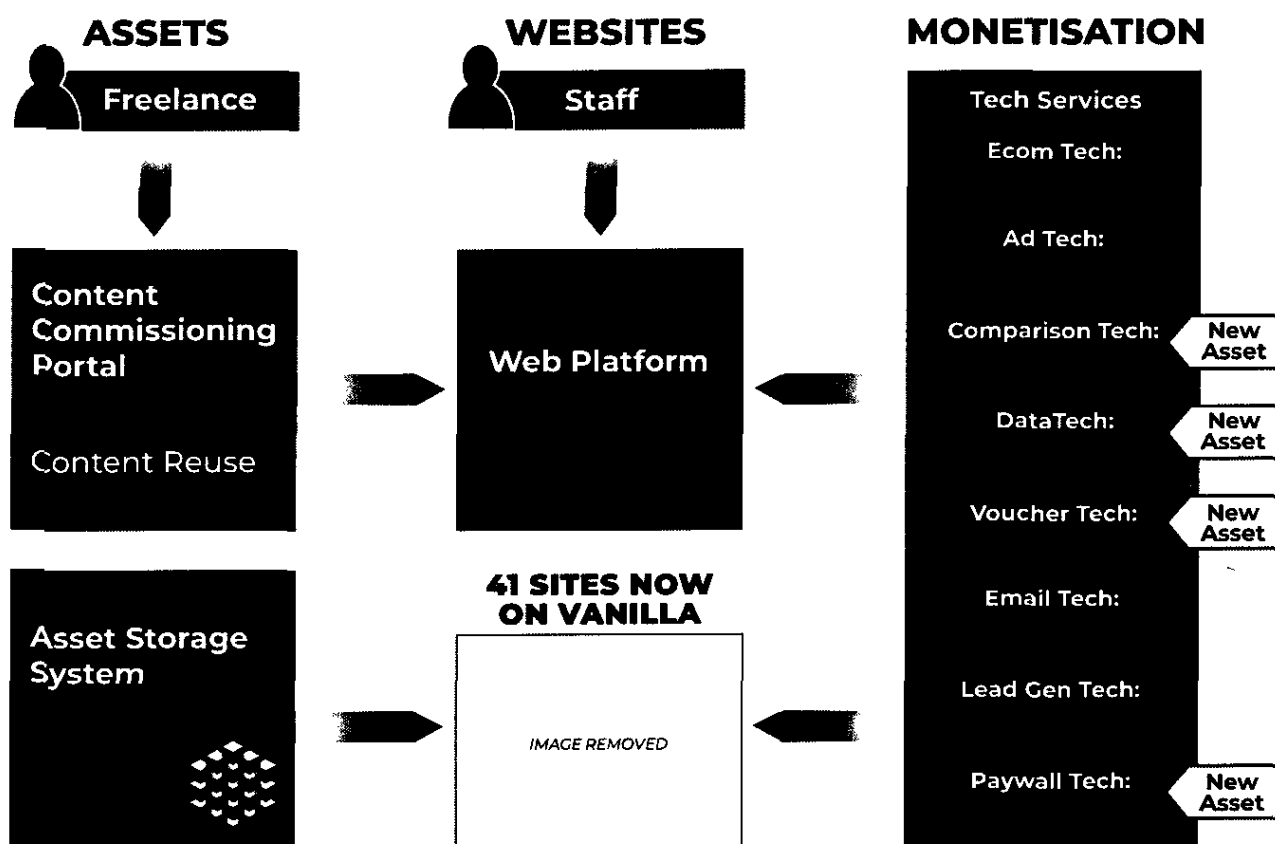 ASSETS
Freelance
Content
Commissioning
Portal
Content Reuse
Asset Storage
System
WEBSITES
Staff
Web Platform
41 SITES NOW
ON VANILLA
IMAGE REMOVED
MONETISATION
Tech Services
Ecom Tech:
Ad Tech:
Comparison Tech:
New
Asset
DataTech:
New
Asset
Voucher Tech:
New
Asset
Email Tech:
Lead Gen Tech:
Paywall Tech:
New
Asset